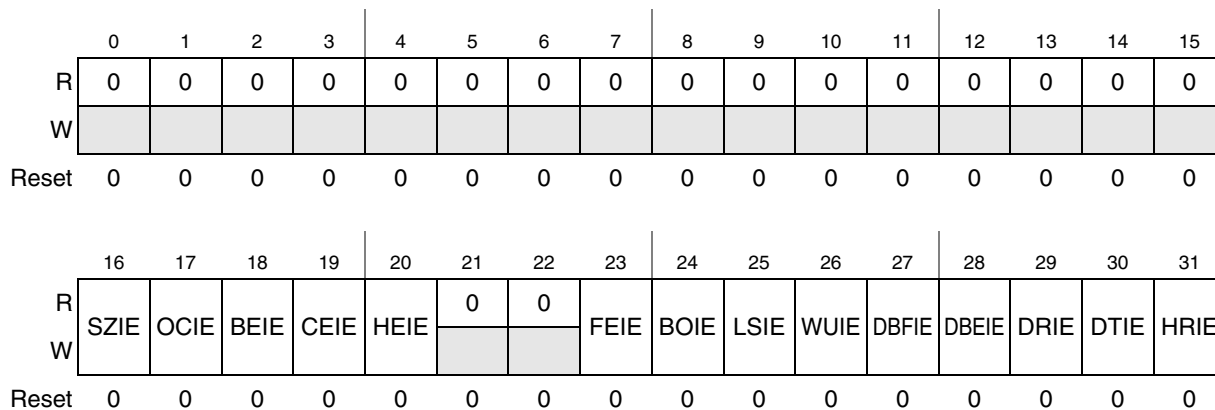 0 1 2 3 4 5 6 7 8 9 10 11 12 13 14 15
R 0 0 0 0 0 0 0 0 0 0 0 0 0 0 0 0
W
Reset 0 0 0 0 0 0 0 0 0 0 0 0 0 0 0 0
16 17 18 19 20 21 22 23 24 25 26 27 28 29 30 31
R 0 0
SZIE OCIE BEIE CEIE HEIE FEIE BOIE LSIE WUIE DBFIE DBEIE DRIE DTIE HRIE
W
Reset 0 0 0 0 0 0 0 0 0 0 0 0 0 0 0 0